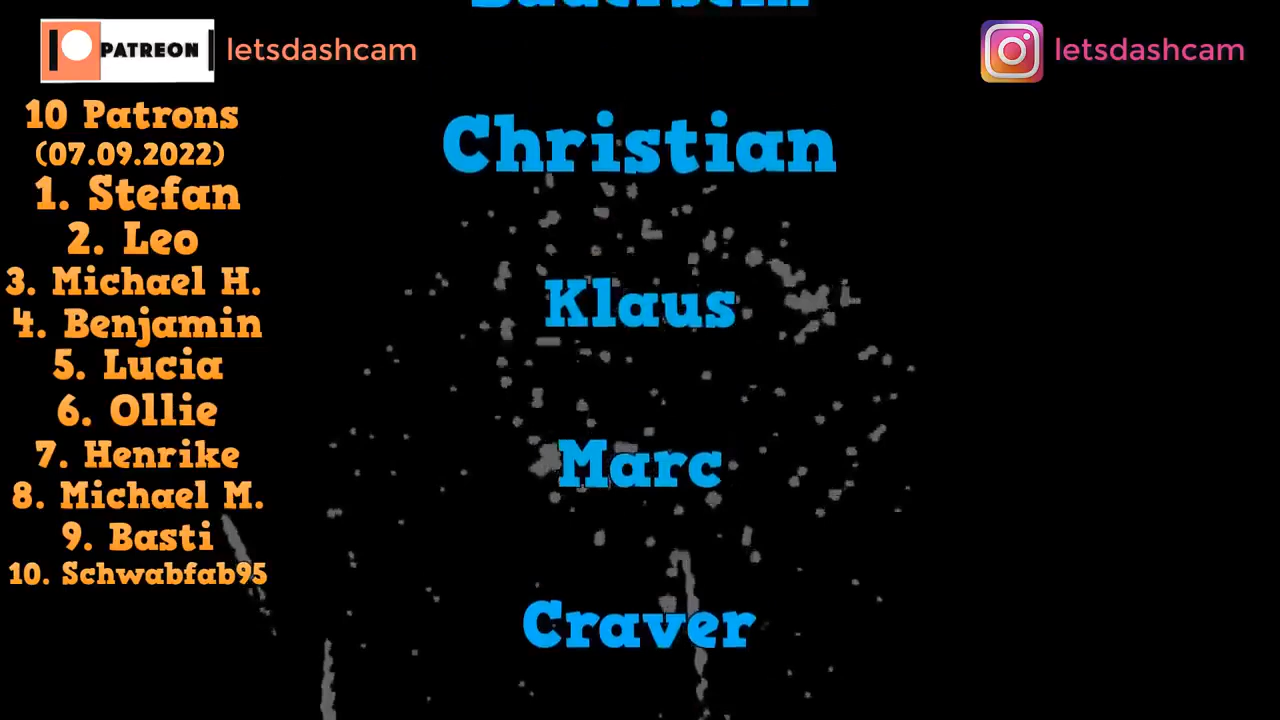 PATREON letsdashcam
letsdashcam
10 Patrons
(07.09.2022)
1. Stefan
2. Leo
3. Michael H.
4. Benjamin
5. Lucia
6. Ollie
7. Henrike
8. Michael M.
9. Basti
10. Schwabfab95
Christian
Klaus
Marc
Craver